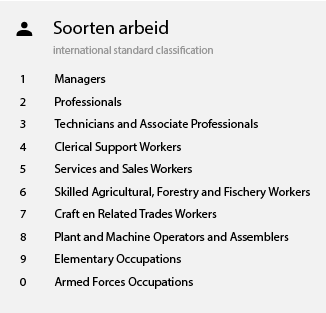 Soorten arbeid
international standard classification
1 Managers
2 Professionals
3 Technicians and Associate Professionals
4 Clerical Support Workers
5 Services and Sales Workers
6 Skilled Agricultural, Forestry and Fischery Workers
7 Craft en Related Trades Workers
8 Plant and Machine Operators and Assemblers
9 Elementary Occupations
0 Armed Forces Occupations